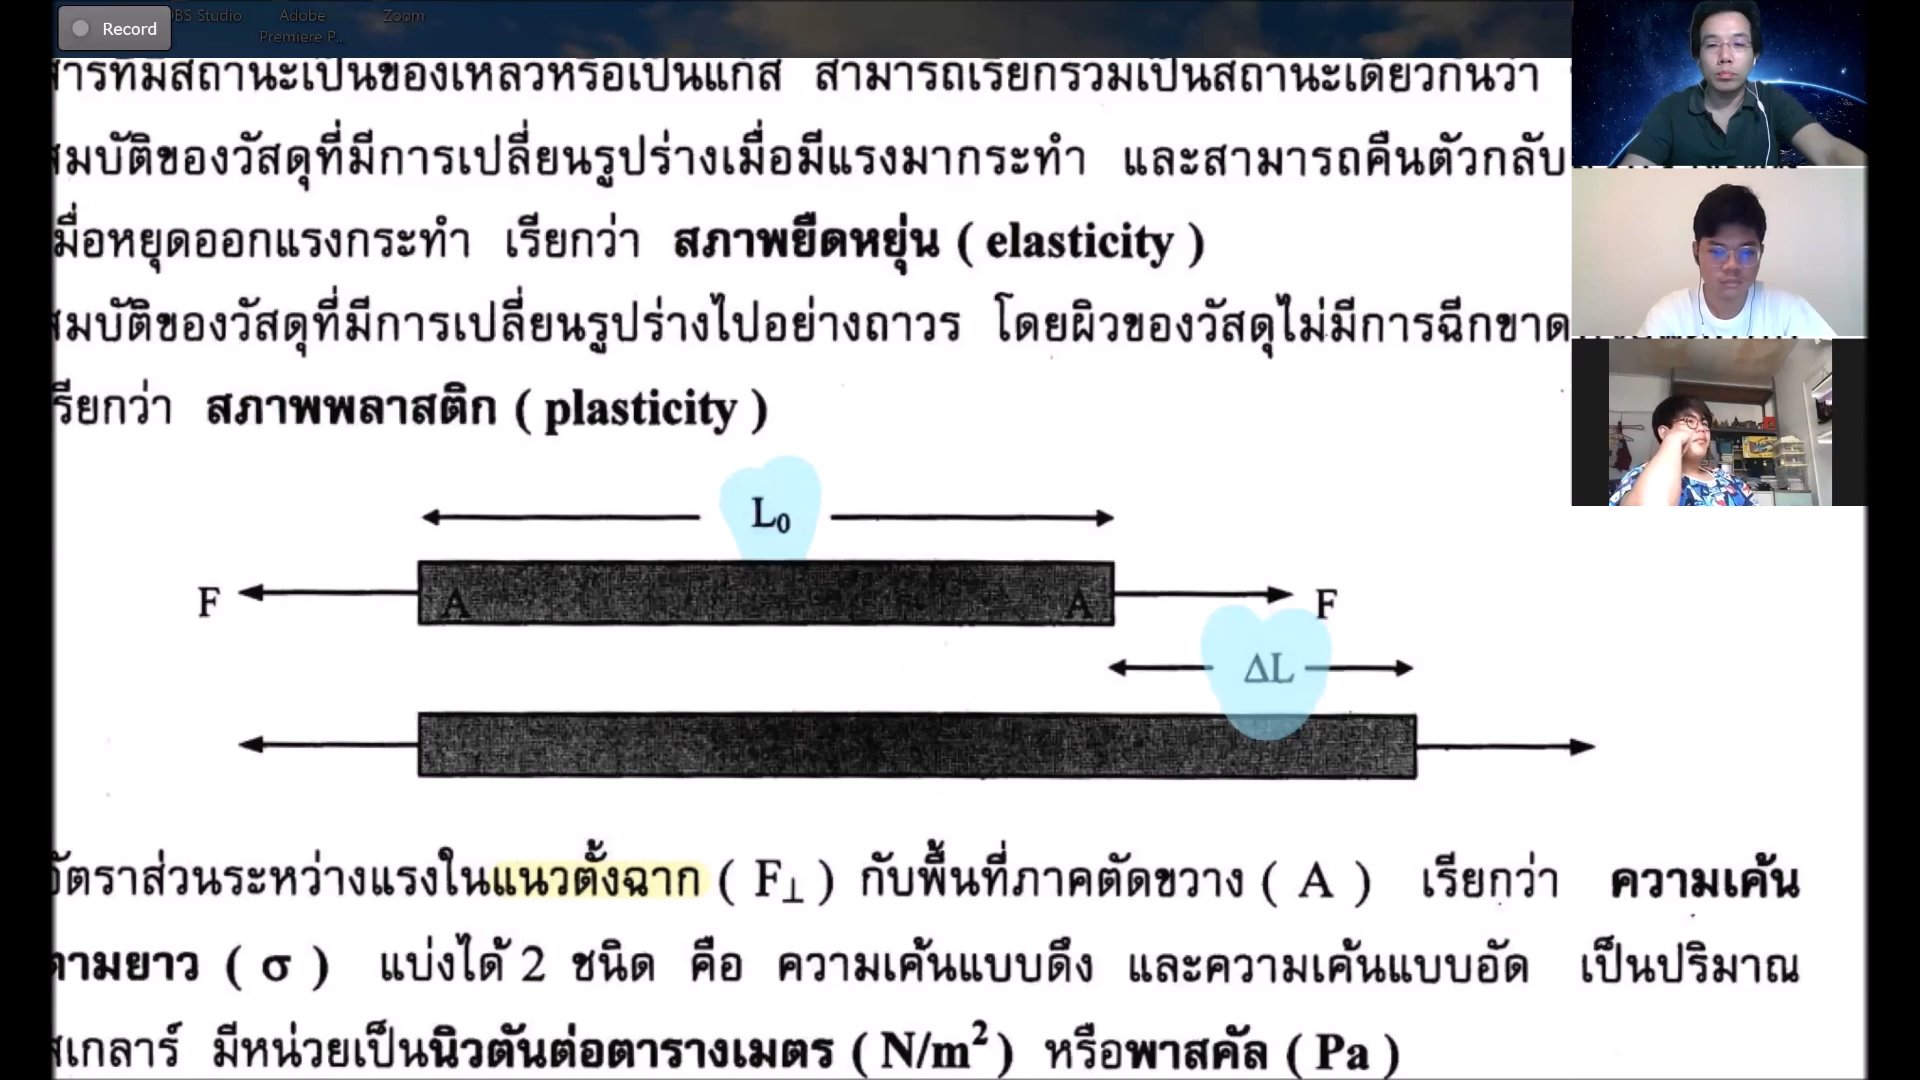 Record
OBS Studio
Adobe Premiere P...
Zoom
สารที่มีสถานะเป็นของเหลวหรือเป็นแก๊ส สามารถเรียกรวมเป็นสถานะเดียวกันว่า
สมบัติของวัสดุที่มีการเปลี่ยนรูปร่างเมื่อมีแรงมากระทำ และสามารถคืนตัวกลับ
มื่อหยุดออกแรงกระทำ เรียกว่า สภาพยืดหยุ่น ( elasticity )
สมบัติของวัสดุที่มีการเปลี่ยนรูปร่างไปอย่างถาวร โดยผิวของวัสดุไม่มีการฉีกขาด
รียกว่า สภาพพลาสติก ( plasticity )
L₀
F A A F
ΔL
อัตราส่วนระหว่างแรงในแนวตั้งฉาก ( F⊥ ) กับพื้นที่ภาคตัดขวาง ( A ) เรียกว่า ความเค้น
ตามยาว ( σ ) แบ่งได้ 2 ชนิด คือ ความเค้นแบบดึง และความเค้นแบบอัด เป็นปริมาณ
สเกลาร์ มีหน่วยเป็นนิวตันต่อตารางเมตร ( N/m² ) หรือพาสคัล ( Pa )